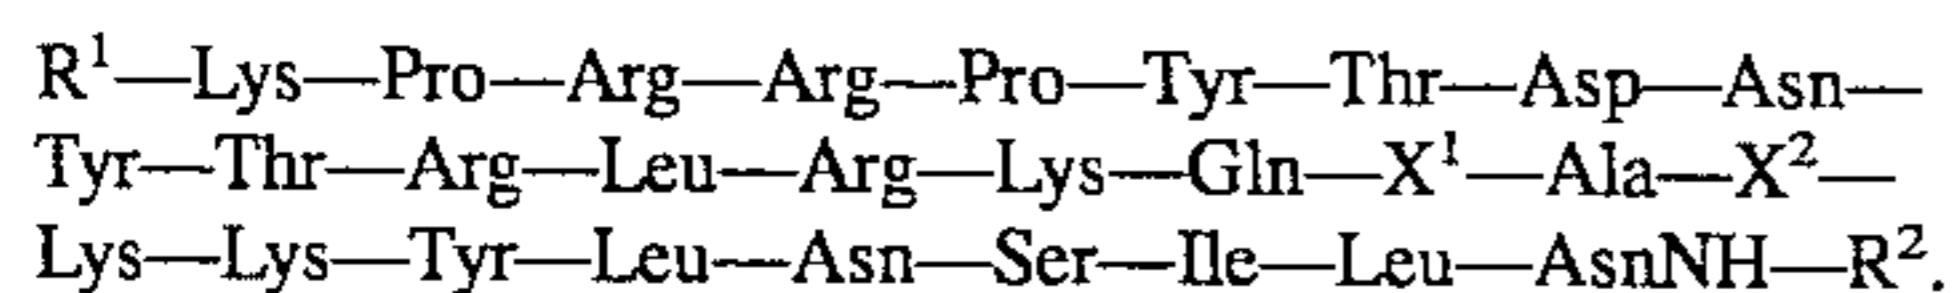 R¹—Lys—Pro—Arg—Arg—Pro—Tyr—Thr—Asp—Asn—
Tyr—Thr—Arg—Leu—Arg—Lys—Gln—X¹—Ala—X²—
Lys—Lys—Tyr—Leu—Asn—Ser—Ile—Leu—AsnNH—R².